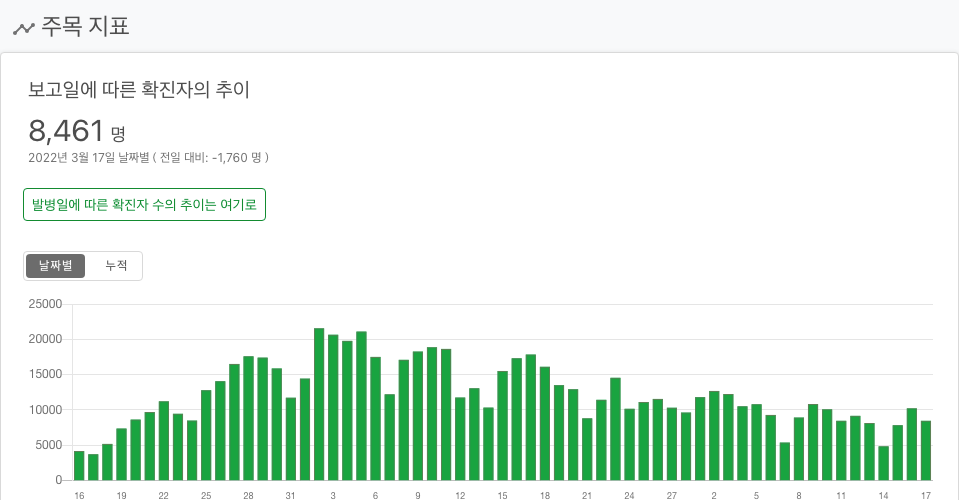 주목 지표
보고일에 따른 확진자의 추이
8,461 명
2022년 3월 17일 날짜별 ( 전일 대비: -1,760 명 )
발병일에 따른 확진자 수의 추이는 여기로
날짜별 누적
25000
20000
15000
10000
5000
0
16 19 22 25 28 31 3 6 9 12 15 18 21 24 27 2 5 8 11 14 17